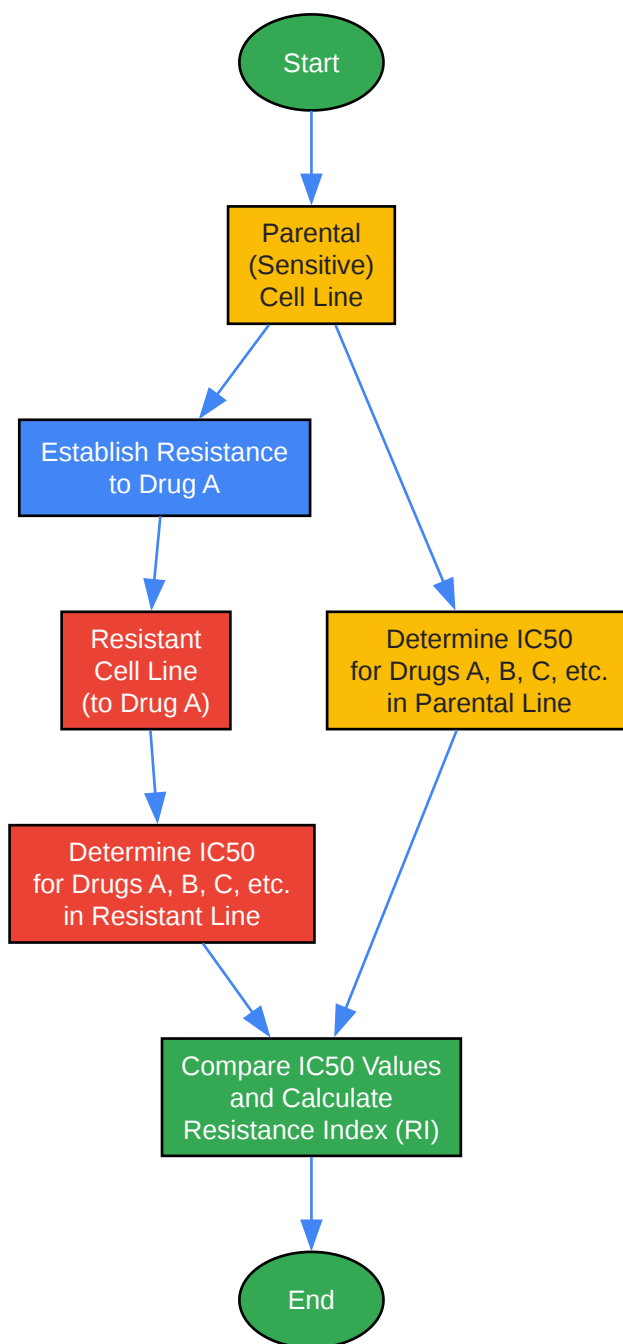 Start
Parental
(Sensitive)
Cell Line
Establish Resistance
to Drug A
Resistant
Cell Line
(to Drug A)
Determine IC50
for Drugs A, B, C, etc.
in Parental Line
Determine IC50
for Drugs A, B, C, etc.
in Resistant Line
Compare IC50 Values
and Calculate
Resistance Index (RI)
End